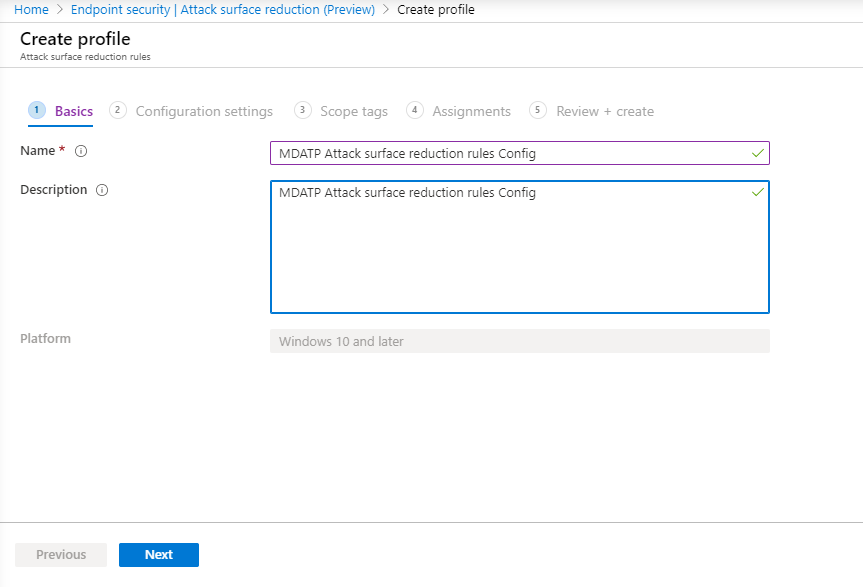 Home > Endpoint security | Attack surface reduction (Preview) > Create profile
Create profile
Attack surface reduction rules
1 Basics 2 Configuration settings 3 Scope tags 4 Assignments 5 Review + create
Name * MDATP Attack surface reduction rules Config
Description MDATP Attack surface reduction rules Config
Platform Windows 10 and later
Previous Next